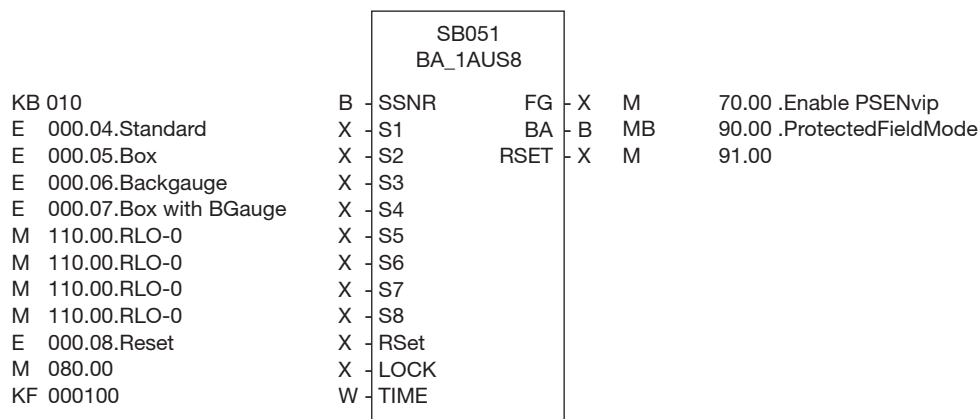 SB051
BA_1AUS8
KB 010 B - SSNR FG - X M 70.00 .Enable PSENvip
E 000.04.Standard X - S1 BA - B MB 90.00 .ProtectedFieldMode
E 000.05.Box X - S2 RSET - X M 91.00
E 000.06.Backgauge X - S3
E 000.07.Box with BGauge X - S4
M 110.00.RLO-0 X - S5
M 110.00.RLO-0 X - S6
M 110.00.RLO-0 X - S7
M 110.00.RLO-0 X - S8
E 000.08.Reset X - RSet
M 080.00 X - LOCK
KF 000100 W - TIME